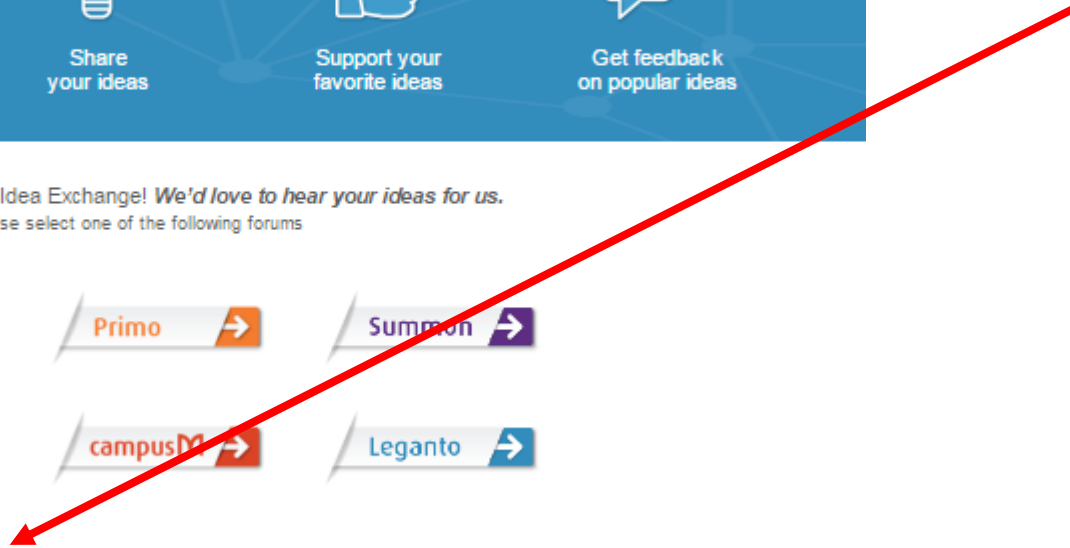 Share
your ideas
Support your
favorite ideas
Get feedback
on popular ideas
Idea Exchange! We'd love to hear your ideas for us.
se select one of the following forums
Primo
Summon
campusM
Leganto